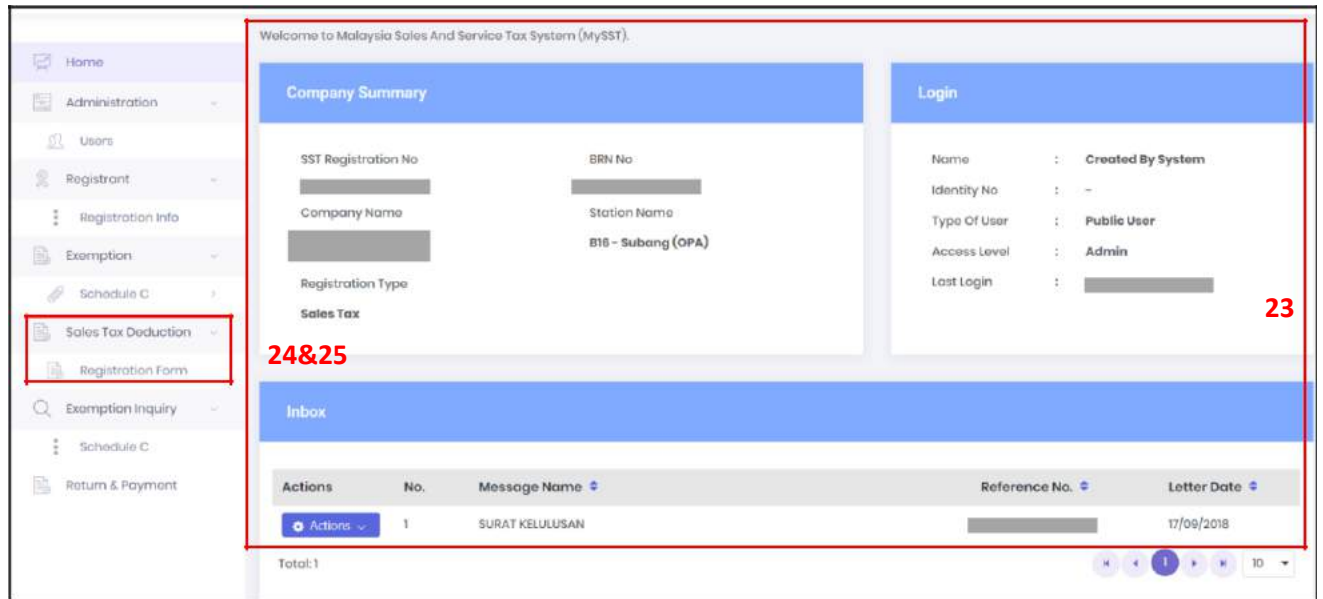 Welcome to Malaysia Sales And Service Tax System (MySST).
Home
Administration
Users
Registrant
Registration Info
Exemption
Schedule C
Sales Tax Deduction
Registration Form
Exemption Inquiry
Schedule C
Return & Payment
24&25
Company Summary
SST Registration No BRN No
Company Name Station Name
B16 - Subang (OPA)
Registration Type
Sales Tax
Login
Name : Created By System
Identity No : -
Type Of User : Public User
Access Level : Admin
Last Login :
23
Inbox
Actions No. Message Name Reference No. Letter Date
Actions 1 SURAT KELULUSAN 17/09/2018
Total: 1 1 10